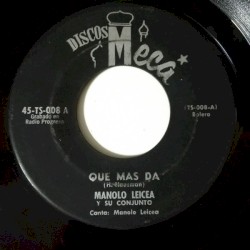 DISCOS
Meca
45-TS-008 A
Grabado en
Radio Progreso
(TS-008-A)
Bolero
QUE MAS DA
MANOLO LEICEA
Y SU CONJUNTO
Canta: Manolo Leicea